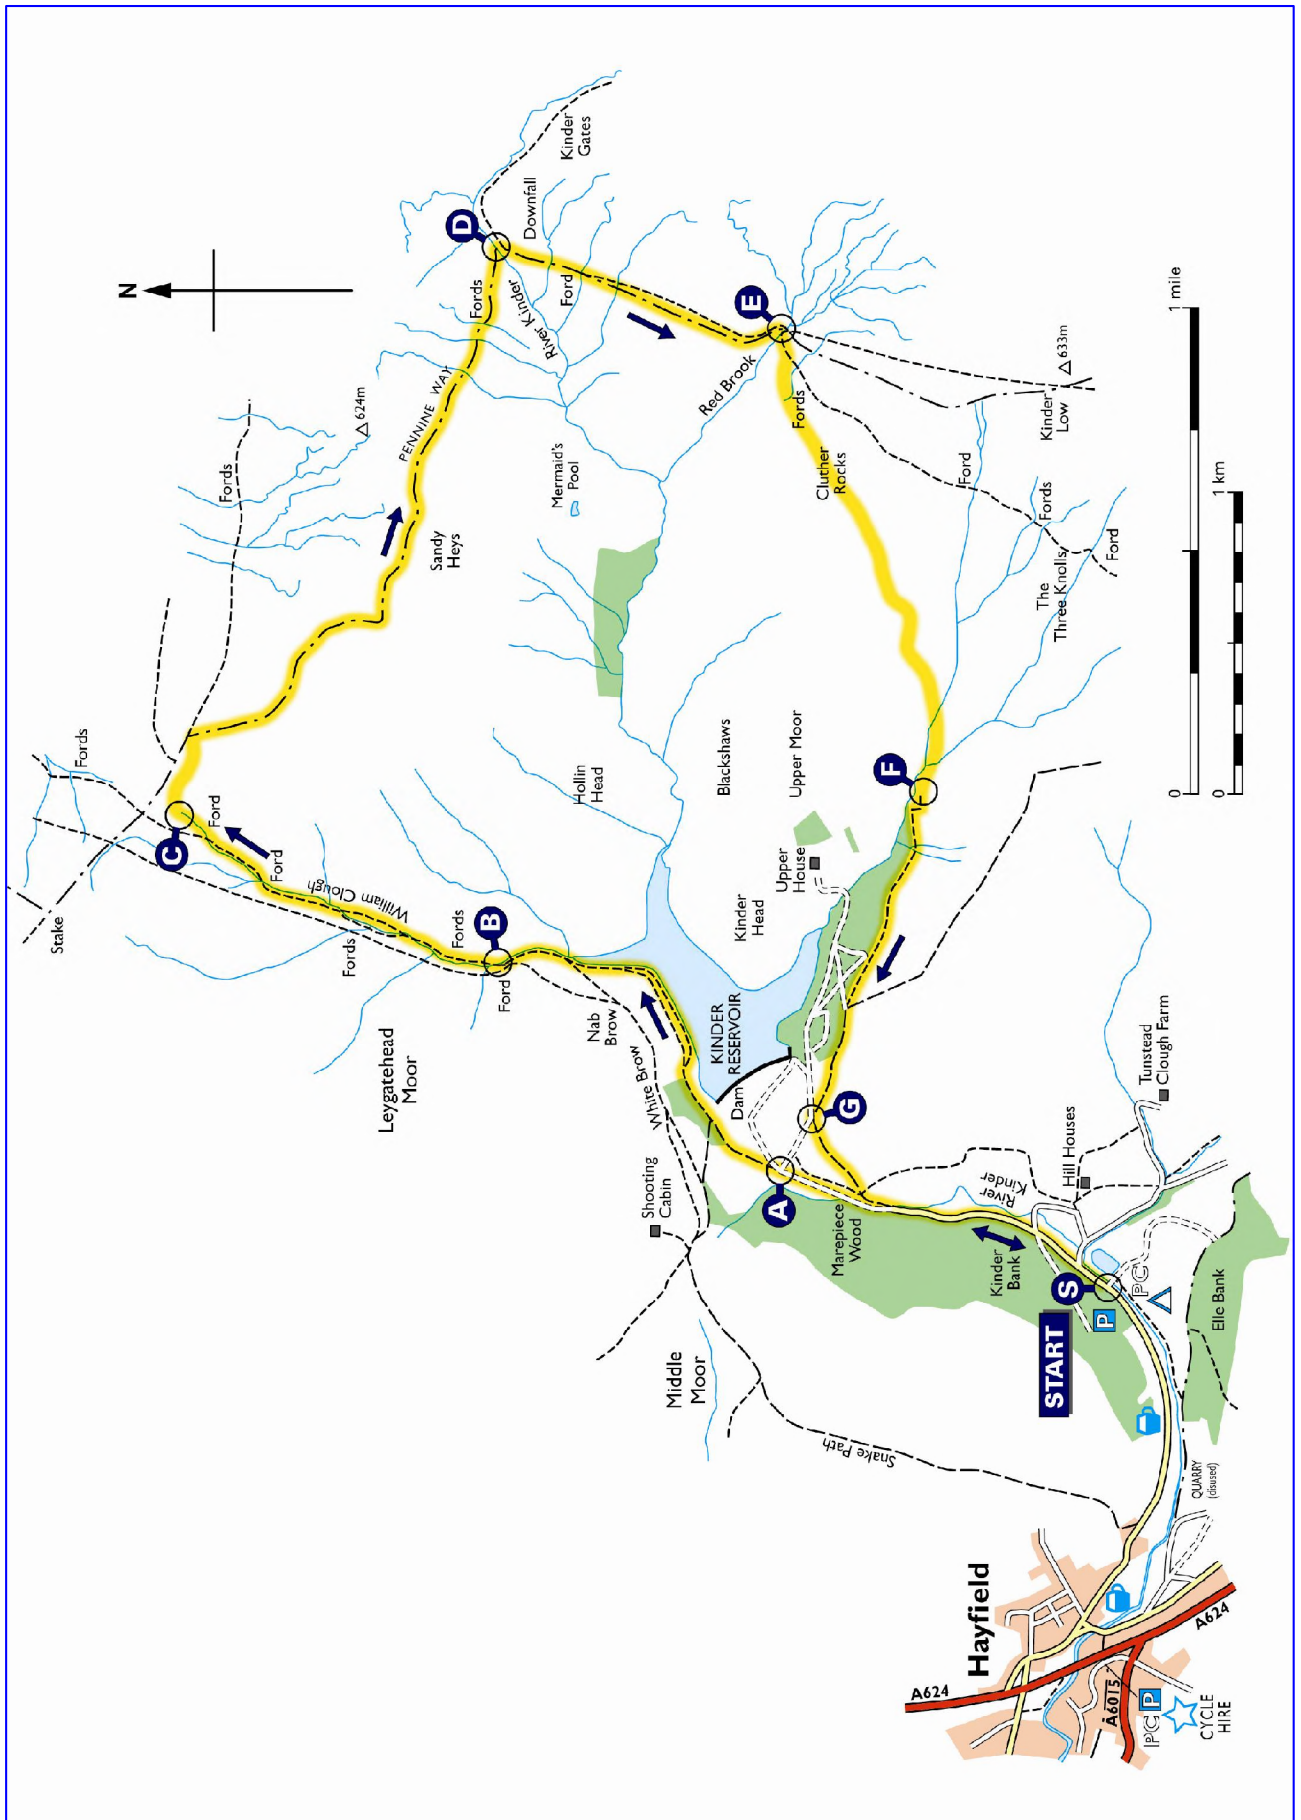 Stake
Fords
N
C
Ford
Fords
Ford
Fords
624m
William Clough
Leygatehead
Moor
PENNINE WAY
Sandy
Heys
Fords
B
Fords
D
Ford
Downfall
River Kinder
Nab
Brow
Hollin
Head
Mermaid's
Pool
Ford
Kinder
Gates
White Brow
Shooting
Cabin
Middle
Moor
KINDER
RESERVOIR
Dam
Kinder
Head
Blackshaws
Red Brook
E
A
Upper
House
Upper Moor
Fords
Marepiece
Wood
Cluther
Rocks
G
F
Snake Path
Hayfield
A624
Kinder
Bank
River
Kinder
Ford
START
S
Hill Houses
The
Three Knolls
Fords
Kinder
Low
633m
P
PC
Ford
Tunstead
Clough Farm
A6015
PC
P
CYCLE
HIRE
A624
QUARRY
(disused)
Elle Bank
0
1 mile
0
1 km